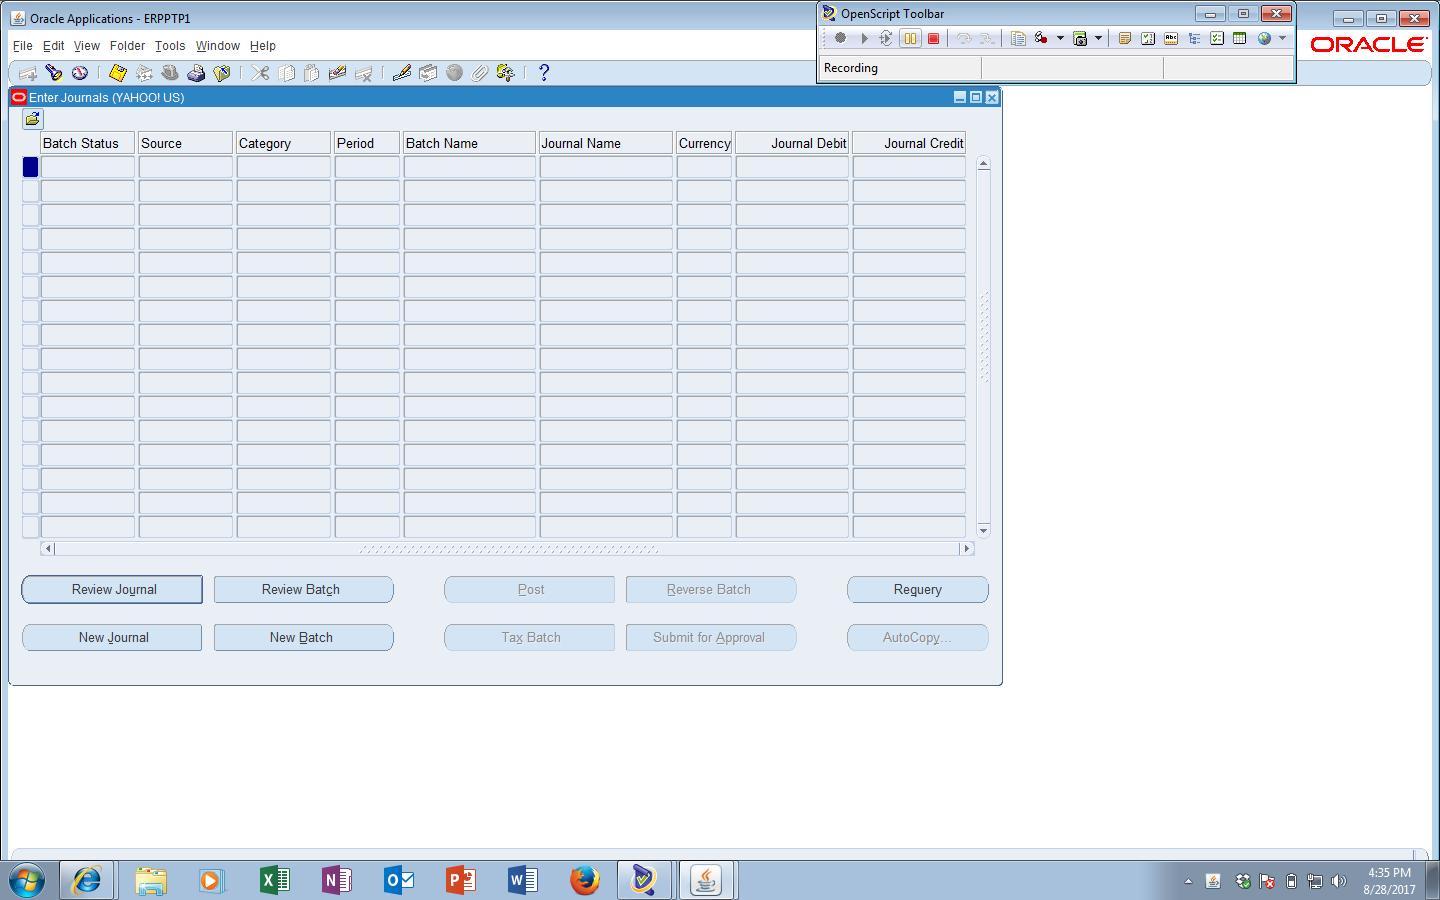 Oracle Applications - ERPPTP1
OpenScript Toolbar
File Edit View Folder Tools Window Help
ORACLE
Recording
Enter Journals (YAHOO! US)
Batch Status Source Category Period Batch Name Journal Name Currency Journal Debit Journal Credit
Review Journal Review Batch Post Reverse Batch Requery
New Journal New Batch Tax Batch Submit for Approval AutoCopy...
4:35 PM
8/28/2017